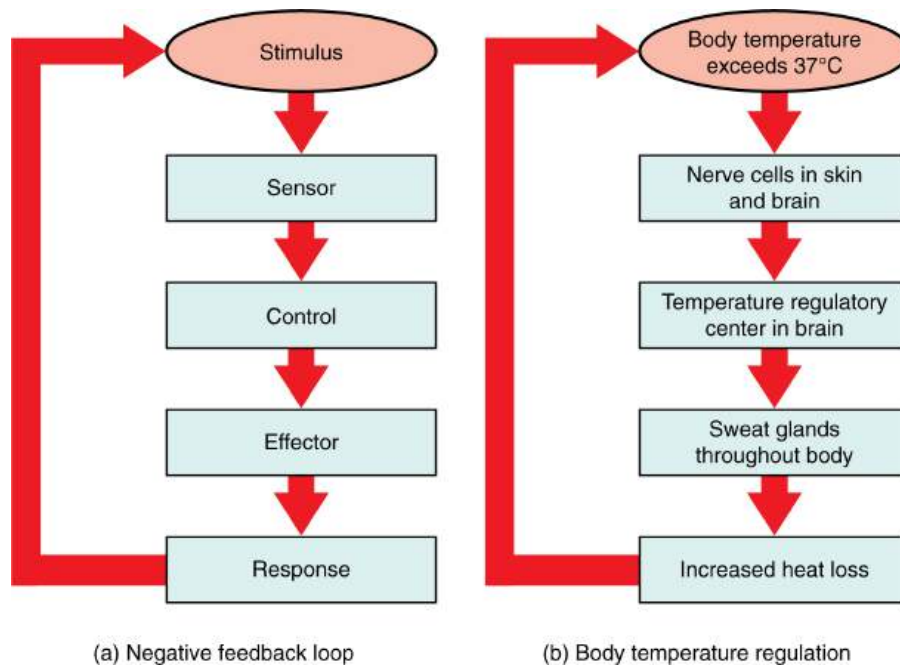 Stimulus
Sensor
Control
Effector
Response
(a) Negative feedback loop
Body temperature
exceeds 37°C
Nerve cells in skin
and brain
Temperature regulatory
center in brain
Sweat glands
throughout body
Increased heat loss
(b) Body temperature regulation